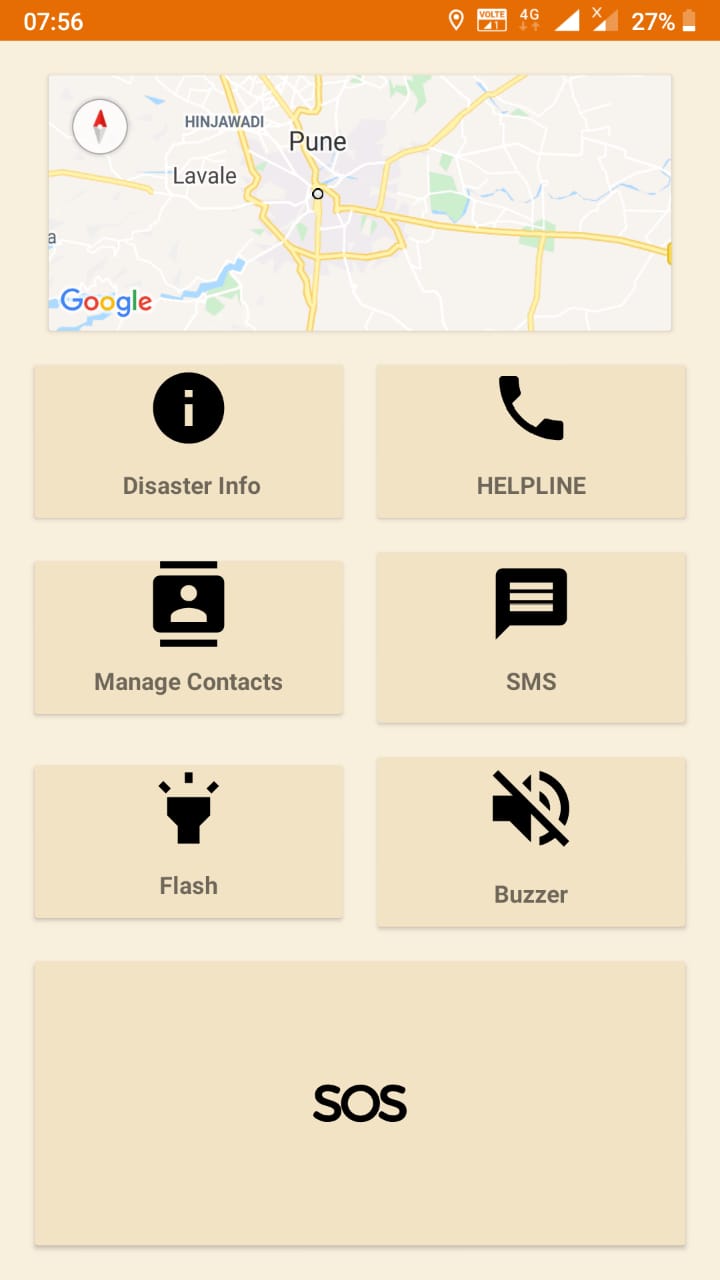 07:56
VOLTE
1
4G
X
27%
HINJAWADI
Pune
Lavale
a
Google
Disaster Info
HELPLINE
Manage Contacts
SMS
Flash
Buzzer
SOS